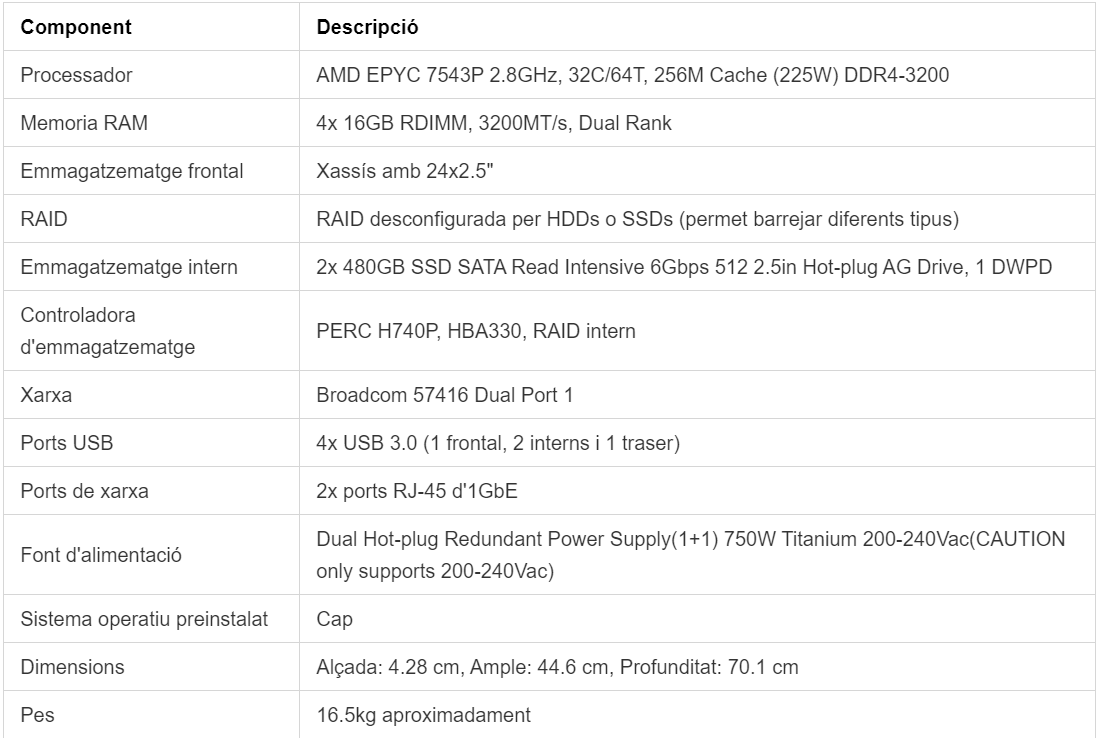 Component Descripció
Processador AMD EPYC 7543P 2.8GHz, 32C/64T, 256M Cache (225W) DDR4-3200
Memoria RAM 4x 16GB RDIMM, 3200MT/s, Dual Rank
Emmagatzematge frontal Xassís amb 24x2.5"
RAID RAID desconfigurada per HDDs o SSDs (permet barrejar diferents tipus)
Emmagatzematge intern 2x 480GB SSD SATA Read Intensive 6Gbps 512 2.5in Hot-plug AG Drive, 1 DWPD
Controladora
d'emmagatzematge
PERC H740P, HBA330, RAID intern
Xarxa Broadcom 57416 Dual Port 1
Ports USB 4x USB 3.0 (1 frontal, 2 interns i 1 traser)
Ports de xarxa 2x ports RJ-45 d'1GbE
Font d'alimentació
Dual Hot-plug Redundant Power Supply(1+1) 750W Titanium 200-240Vac(CAUTION
only supports 200-240Vac)
Sistema operatiu preinstalat Cap
Dimensions Alçada: 4.28 cm, Ample: 44.6 cm, Profunditat: 70.1 cm
Pes 16.5kg aproximadament